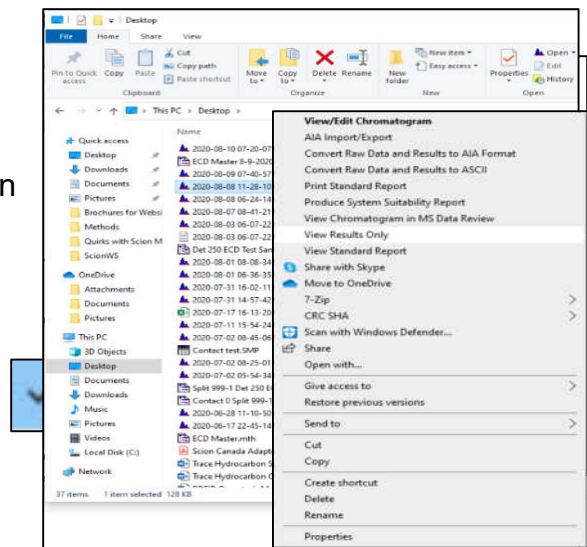 Desktop
File Home Share View
Pin to Quick access Copy Paste Cut Copy path Paste shortcut Move to Copy to Delete Rename New folder New item Easy access Properties Open Edit History
Clipboard Organize New Open
This PC > Desktop >
n
Name
Quick access
Desktop
Downloads
Documents
Pictures
Brochures for Websi
Methods
Quirks with Scion M
ScionWS
OneDrive
Attachments
Documents
Pictures
This PC
3D Objects
Desktop
Documents
Downloads
Music
Pictures
Videos
Local Disk (C:)
Network
2020-08-10 07-20-07
ECD Master 8-9-2020
2020-08-09 07-40-57
2020-08-08 11-28-10
2020-08-08 06-24-14
2020-08-07 08-41-21
2020-08-03 06-07-22
2020-08-03 06-07-22
Det 250 ECD Test San
2020-08-01 08-08-34
2020-08-01 06-36-35
2020-07-31 16-02-11
2020-07-31 14-57-42
2020-07-17 16-13-20
2020-07-11 15-54-24
2020-07-02 08-45-06
Contact test.SMP
2020-07-02 08-25-01
2020-07-02 05-54-34
Split 999-1 Det 250 E
Contact 0 Split 999-1
2020-06-28 11-10-50
2020-06-17 22-45-14
ECD Master.mth
Scion Canada Adapt
Trace Hydrocarbon S
Trace Hydrocarbon C
37 items 1 item selected 128 KB
View/Edit Chromatogram
AIA Import/Export
Convert Raw Data and Results to AIA Format
Convert Raw Data and Results to ASCII
Print Standard Report
Produce System Suitability Report
View Chromatogram in MS Data Review
View Results Only
View Standard Report
Share with Skype
Move to OneDrive
7-Zip
CRC SHA
Scan with Windows Defender...
Share
Open with...
Give access to
Restore previous versions
Send to
Cut
Copy
Create shortcut
Delete
Rename
Properties